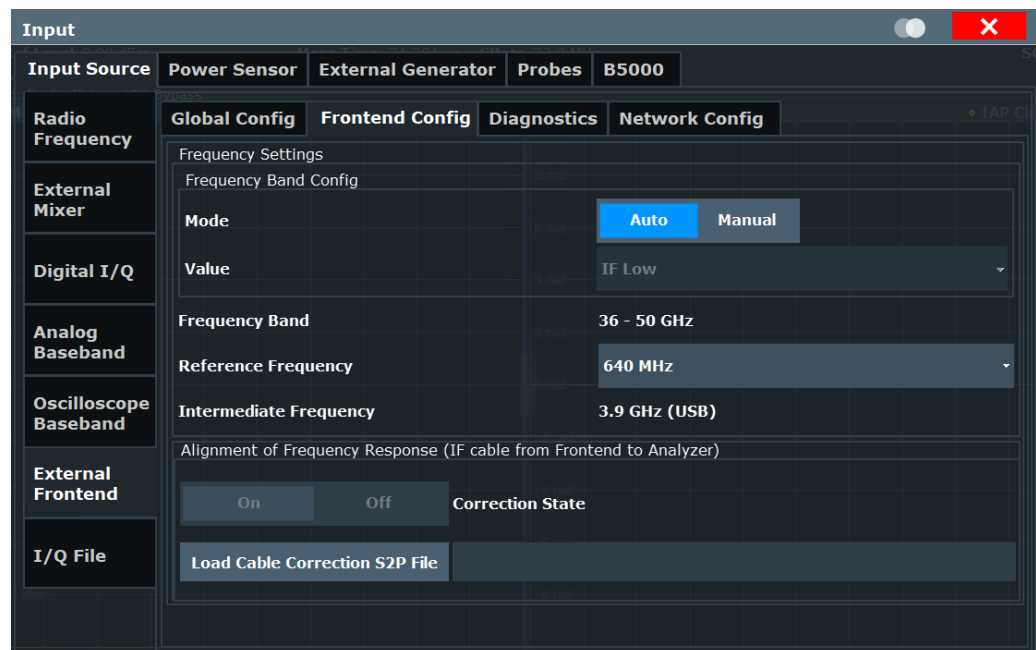 Input
Input Source
Power Sensor
External Generator
Probes
B5000
Radio
Frequency
External
Mixer
Digital I/Q
Analog
Baseband
Oscilloscope
Baseband
External
Frontend
I/Q File
Global Config
Frontend Config
Diagnostics
Network Config
1AP Cl
Frequency Settings
Frequency Band Config
Mode
Auto
Manual
Value
IF Low
Frequency Band
36 - 50 GHz
Reference Frequency
640 MHz
Intermediate Frequency
3.9 GHz (USB)
Alignment of Frequency Response (IF cable from Frontend to Analyzer)
On
Off
Correction State
Load Cable Correction S2P File